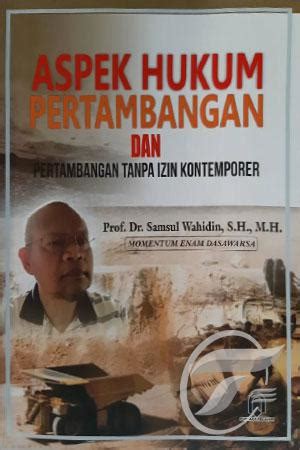 ASPEK HUKUM
PERTAMBANGAN
DAN
PERTAMBANGAN TANPA IZIN KONTEMPORER
Prof. Dr. Samsul Wahidin, S.H., M.H.
MOMENTUM ENAM DASAWARSA